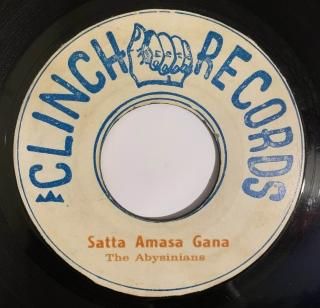 CLINCH RECORDS
Satta Amasa Gana
The Abysinians